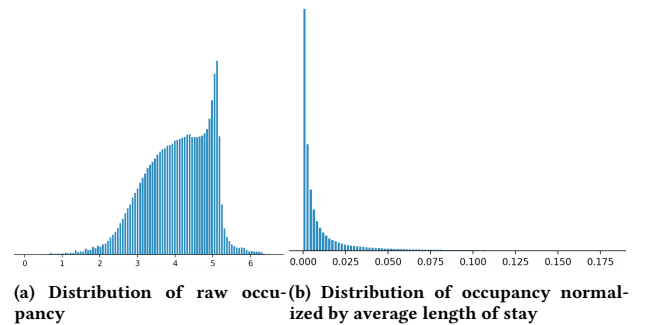 0 1 2 3 4 5 6
0.000 0.025 0.050 0.075 0.100 0.125 0.150 0.175
(a) Distribution of raw occu-
pancy
(b) Distribution of occupancy normal-
ized by average length of stay